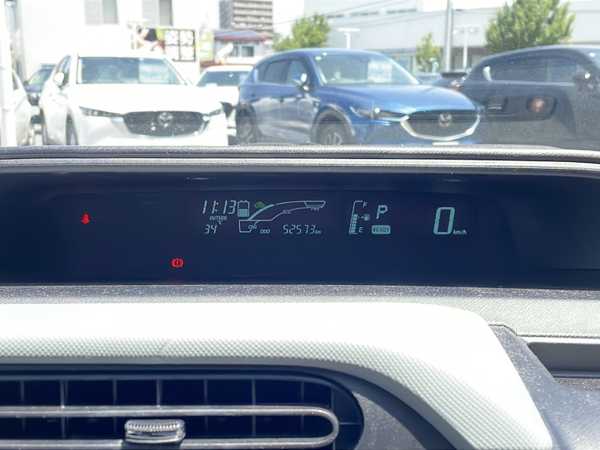 11:13
OUTSIDE
34°
52573km
F
E
P
READY
0 km/h